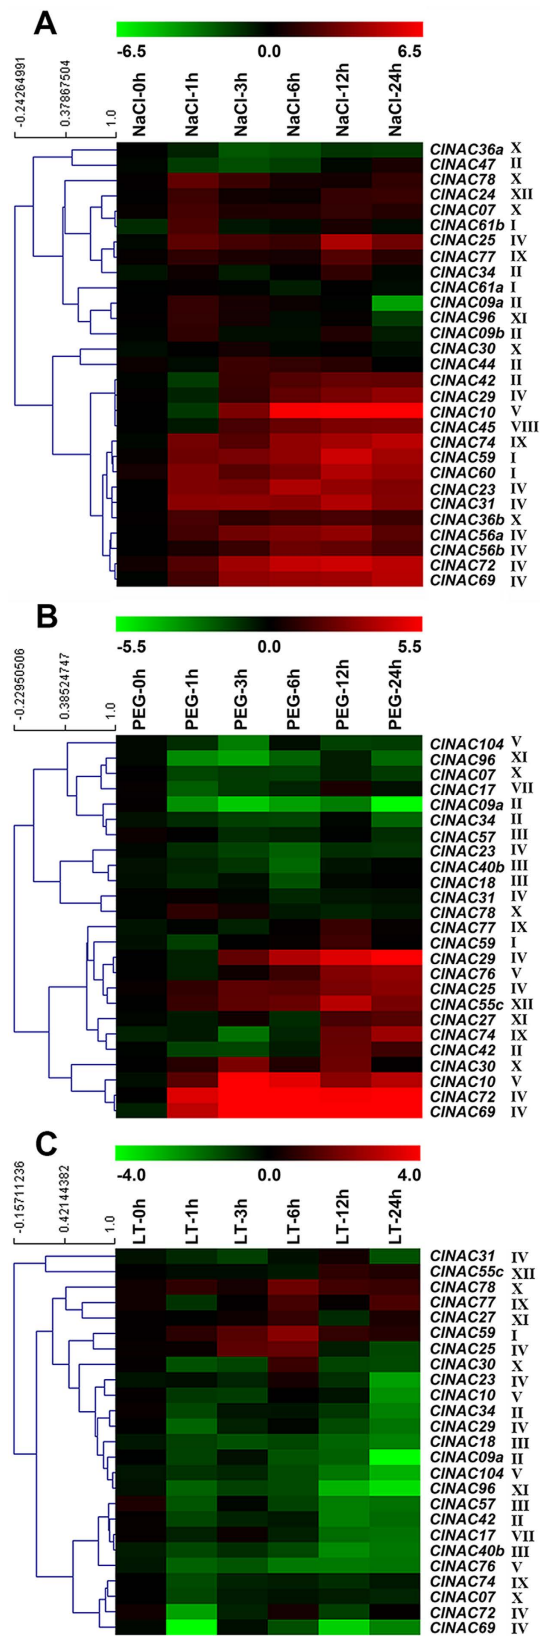 A
-6.5 0.0 6.5
-0.24264991 0.37867504 1.0 NaCl-0h NaCl-1h NaCl-3h NaCl-6h NaCl-12h NaCl-24h
ClNAC36a X
ClNAC47 II
ClNAC78 X
ClNAC24 XII
ClNAC07 X
ClNAC61b I
ClNAC25 IV
ClNAC77 IX
ClNAC34 II
ClNAC61a I
ClNAC09a II
ClNAC96 XI
ClNAC09b II
ClNAC30 X
ClNAC44 II
ClNAC42 II
ClNAC29 IV
ClNAC10 V
ClNAC45 VIII
ClNAC74 IX
ClNAC59 I
ClNAC60 I
ClNAC23 IV
ClNAC31 IV
ClNAC36b X
ClNAC56a IV
ClNAC56b IV
ClNAC72 IV
ClNAC69 IV
B
-5.5 0.0 5.5
-0.22950506 0.38524747 1.0 PEG-0h PEG-1h PEG-3h PEG-6h PEG-12h PEG-24h
ClNAC104 V
ClNAC96 XI
ClNAC07 X
ClNAC17 VII
ClNAC09a II
ClNAC34 II
ClNAC57 III
ClNAC23 IV
ClNAC40b III
ClNAC18 III
ClNAC31 IV
ClNAC78 X
ClNAC77 IX
ClNAC59 I
ClNAC29 IV
ClNAC76 V
ClNAC25 IV
ClNAC55c XII
ClNAC27 XI
ClNAC74 IX
ClNAC42 II
ClNAC30 X
ClNAC10 V
ClNAC72 IV
ClNAC69 IV
C
-4.0 0.0 4.0
-0.15711236 0.42144382 1.0 LT-0h LT-1h LT-3h LT-6h LT-12h LT-24h
ClNAC31 IV
ClNAC55c XII
ClNAC78 X
ClNAC77 IX
ClNAC27 XI
ClNAC59 I
ClNAC25 IV
ClNAC30 X
ClNAC23 IV
ClNAC10 V
ClNAC34 II
ClNAC29 IV
ClNAC18 III
ClNAC09a II
ClNAC104 V
ClNAC96 XI
ClNAC57 III
ClNAC42 II
ClNAC17 VII
ClNAC40b III
ClNAC76 V
ClNAC74 IX
ClNAC07 X
ClNAC72 IV
ClNAC69 IV